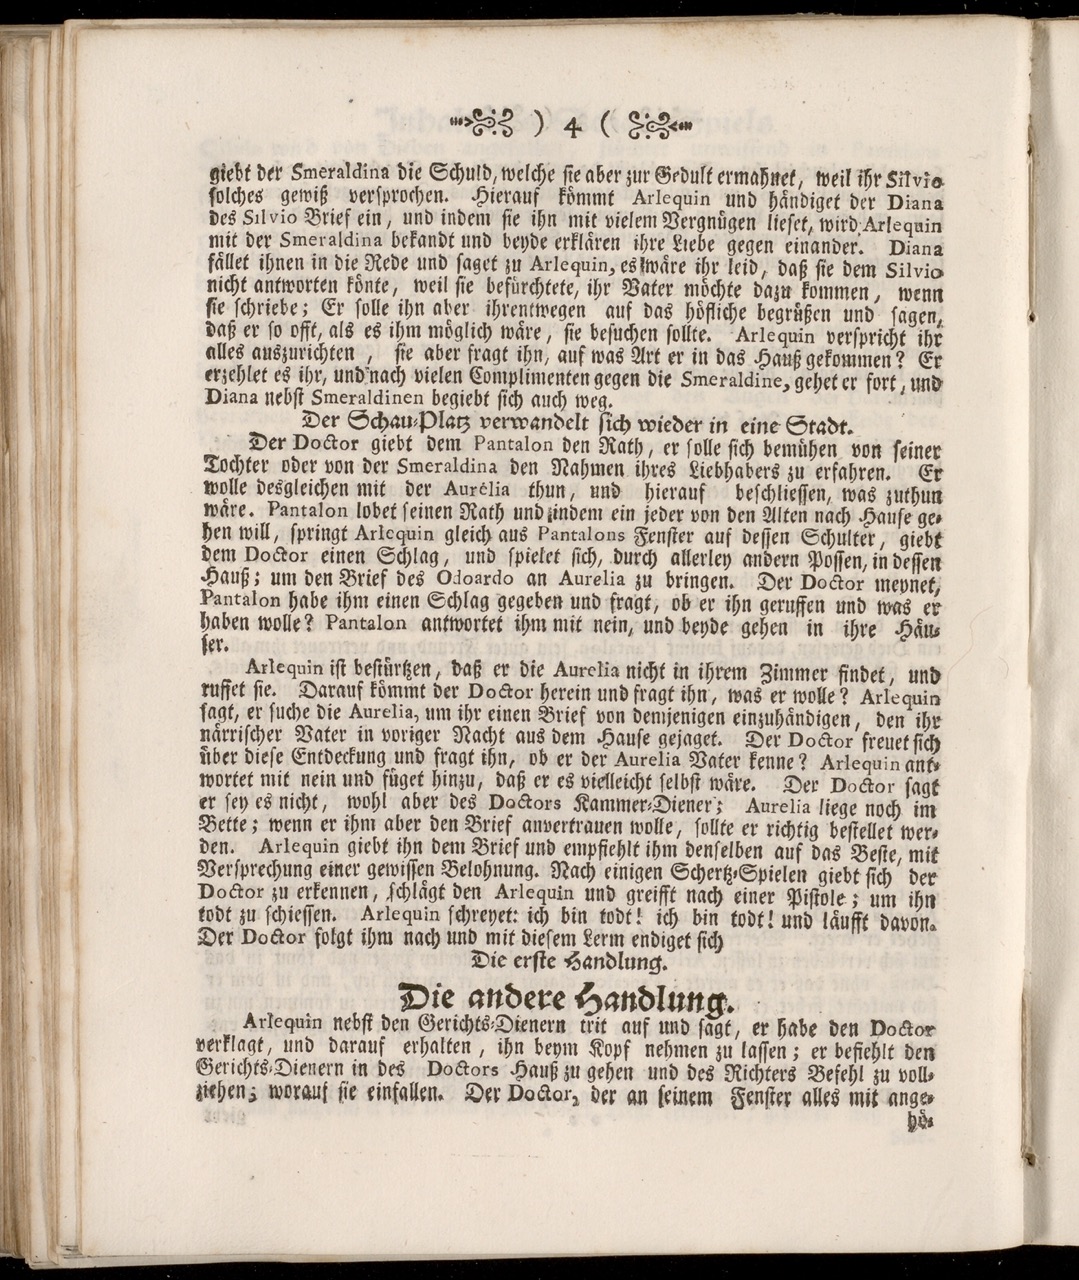 ) 4 (
giebt der Smeraldina die Schuld, welche sie aber zur Gedult ermahnet, weil ihr Silvio
solches gewiß versprochen. Hierauf kömmt Arlequin und händiget der Diana
des Silvio Brief ein, und indem sie ihn mit vielem Vergnügen lieset, wird Arlequin
mit der Smeraldina bekandt und beyde erklären ihre Liebe gegen einander. Diana
fället ihnen in die Rede und saget zu Arlequin, es wäre ihr leid, daß sie dem Silvio
nicht antworten könte, weil sie befürchtete, ihr Vater möchte dazu kommen, wenn
sie schriebe; Er solle ihn aber ihrentwegen auf das höfliche begrüßen und sagen,
daß er so offt, als es ihm möglich wäre, sie besuchen sollte. Arlequin verspricht ihr
alles auszurichten, sie aber fragt ihn, auf was Art er in das Hauß gekommen? Er
erzehlet es ihr, und nach vielen Complimenten gegen die Smeraldine, gehet er fort, und
Diana nebst Smeraldinen begiebt sich auch weg.
Der Schau-Platz verwandelt sich wieder in eine Stadt.
Der Doctor giebt dem Pantalon den Rath, er solle sich bemühen von seiner
Tochter oder von der Smeraldina den Nahmen ihres Liebhabers zu erfahren. Er
wolle desgleichen mit der Aurélia thun, und hierauf beschliessen, was zuthun
wäre. Pantalon lobet seinen Rath und indem ein jeder von den Alten nach Hause ge-
hen will, springt Arlequin gleich aus Pantalons Fenster auf dessen Schulter, giebt
dem Doctor einen Schlag, und spielet sich, durch allerley andern Possen, in dessen
Hauß; um den Brief des Odoardo an Aurelia zu bringen. Der Doctor meynet,
Pantalon habe ihm einen Schlag gegeben und fragt, ob er ihn geruffen und was er
haben wolle? Pantalon antwortet ihm mit nein, und beyde gehen in ihre Häu-
ser.
Arlequin ist bestürtzen, daß er die Aurelia nicht in ihrem Zimmer findet, und
ruffet sie. Darauf kömmt der Doctor herein und fragt ihn, was er wolle? Arlequin
sagt, er suche die Aurelia, um ihr einen Brief von demjenigen einzuhändigen, den ihr
närrischer Vater in voriger Nacht aus dem Hause gejaget. Der Doctor freuet sich
über diese Entdeckung und fragt ihn, ob er der Aurelia Vater kenne? Arlequin ant-
wortet mit nein und füget hinzu, daß er es vielleicht selbst wäre. Der Doctor sagt
er sey es nicht, wohl aber des Doctors Kammer-Diener; Aurelia liege noch im
Bette; wenn er ihm aber den Brief anvertrauen wolle, sollte er richtig bestellet wer-
den. Arlequin giebt ihn dem Brief und empfiehlt ihm denselben auf das Beste, mit
Versprechung einer gewissen Belohnung. Nach einigen Schertz-Spielen giebt sich der
Doctor zu erkennen, schlägt den Arlequin und greifft nach einer Pistole; um ihn
todt zu schiessen. Arlequin schreyet: ich bin todt! ich bin todt! und läufft davon.
Der Doctor folgt ihm nach und mit diesem Lerm endiget sich
Die erste Handlung.
Die andere Handlung.
Arlequin nebst den Gerichts-Dienern trit auf und sagt, er habe den Doctor
verklagt, und darauf erhalten, ihn beym Kopf nehmen zu lassen; er befiehlt den
Gerichts-Dienern in des Doctors Hauß zu gehen und des Richters Befehl zu voll-
ziehen; worauf sie einfallen. Der Doctor, der an seinem Fenster alles mit ange-
hö-